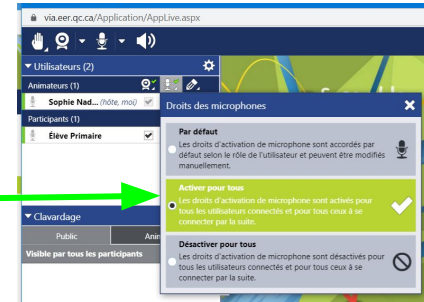 via.eer.qc.ca/Application/AppLive.aspx
Utilisateurs (2)
Animateurs (1)
Sophie Nad... (hôte, moi)
Participants (1)
Élève Primaire
Droits des microphones
Par défaut
Les droits d'activation de microphone sont accordés par
défaut selon le rôle de l'utilisateur et peuvent être modifiés
manuellement.
Activer pour tous
Les droits d'activation de microphone sont activés pour
tous les utilisateurs connectés et pour tous ceux à se
connecter par la suite.
Désactiver pour tous
Les droits d'activation de microphone sont désactivés pour
tous les utilisateurs connectés et pour tous ceux à se
connecter par la suite.
Clavardage
Public
Anim
Visible par tous les participants